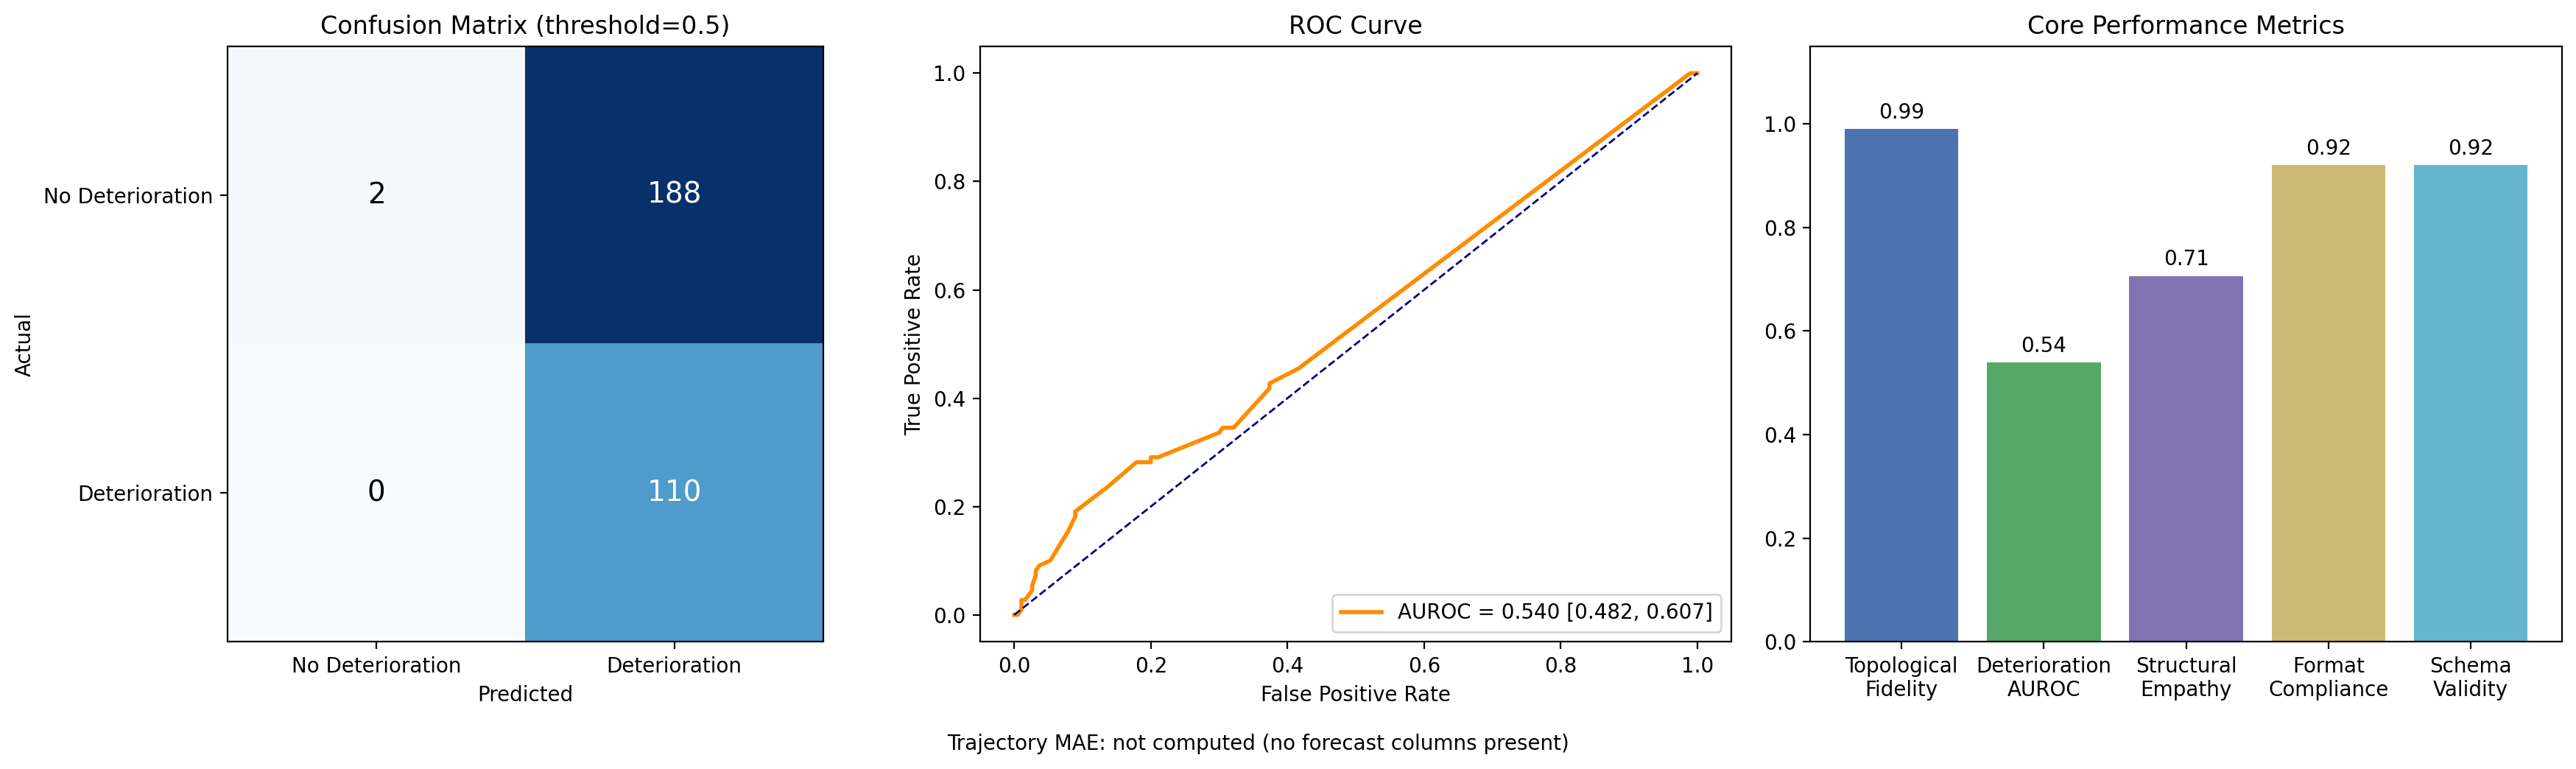 Confusion Matrix (threshold=0.5)
No Deterioration
2
188
Deterioration
0
110
Actual
No Deterioration
Deterioration
Predicted
ROC Curve
1.0
0.8
0.6
0.4
0.2
0.0
True Positive Rate
AUROC = 0.540 [0.482, 0.607]
0.0
0.2
0.4
0.6
0.8
1.0
False Positive Rate
Core Performance Metrics
1.0
0.8
0.6
0.4
0.2
0.0
0.99
0.54
0.71
0.92
0.92
Topological
Fidelity
Deterioration
AUROC
Structural
Empathy
Format
Compliance
Schema
Validity
Trajectory MAE: not computed (no forecast columns present)